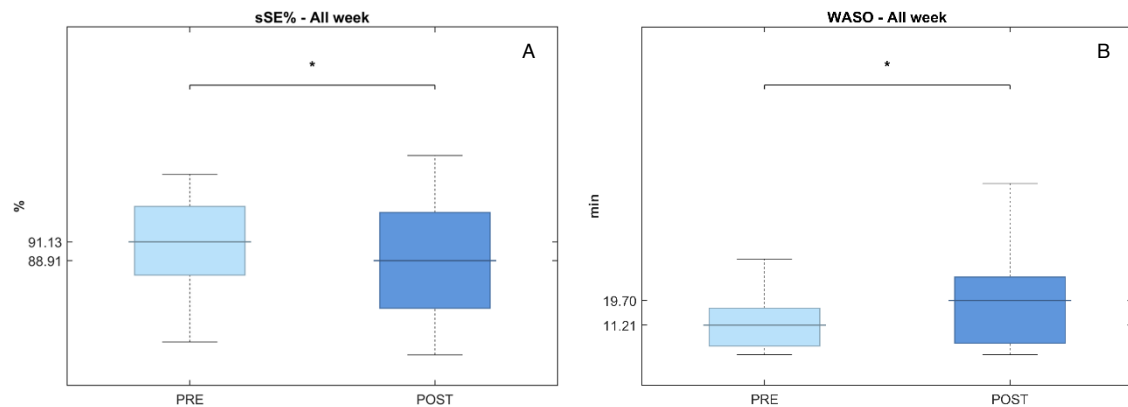 sSE% - All week
A
*
%
91.13
88.91
PRE POST
WASO - All week
B
*
min
19.70
11.21
PRE POST